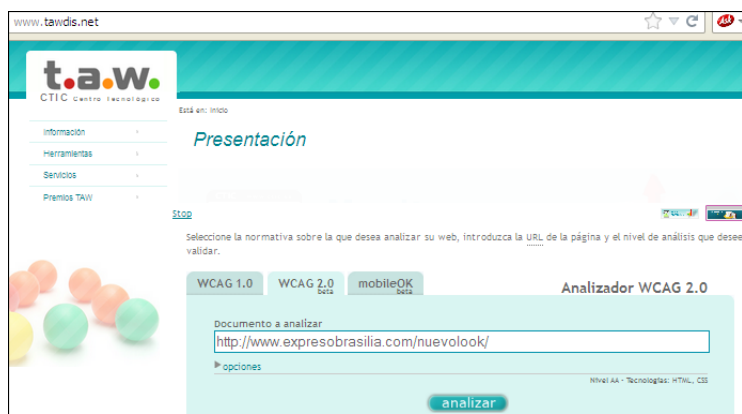 www.tawdis.net
t.a.w.
CTIC Centro Tecnológico
Está en: Inicio
Información
Herramientas
Servicios
Premios TAW
Presentación
Stop
Seleccione la normativa sobre la que desea analizar su web, introduzca la URL de la página y el nivel de análisis que desee
validar.
WCAG 1.0
WCAG 2.0
beta
mobileOK
beta
Analizador WCAG 2.0
Documento a analizar
http://www.expresobrasilia.com/nuevolook/
opciones
Nivel AA - Tecnologías: HTML, CSS
analizar